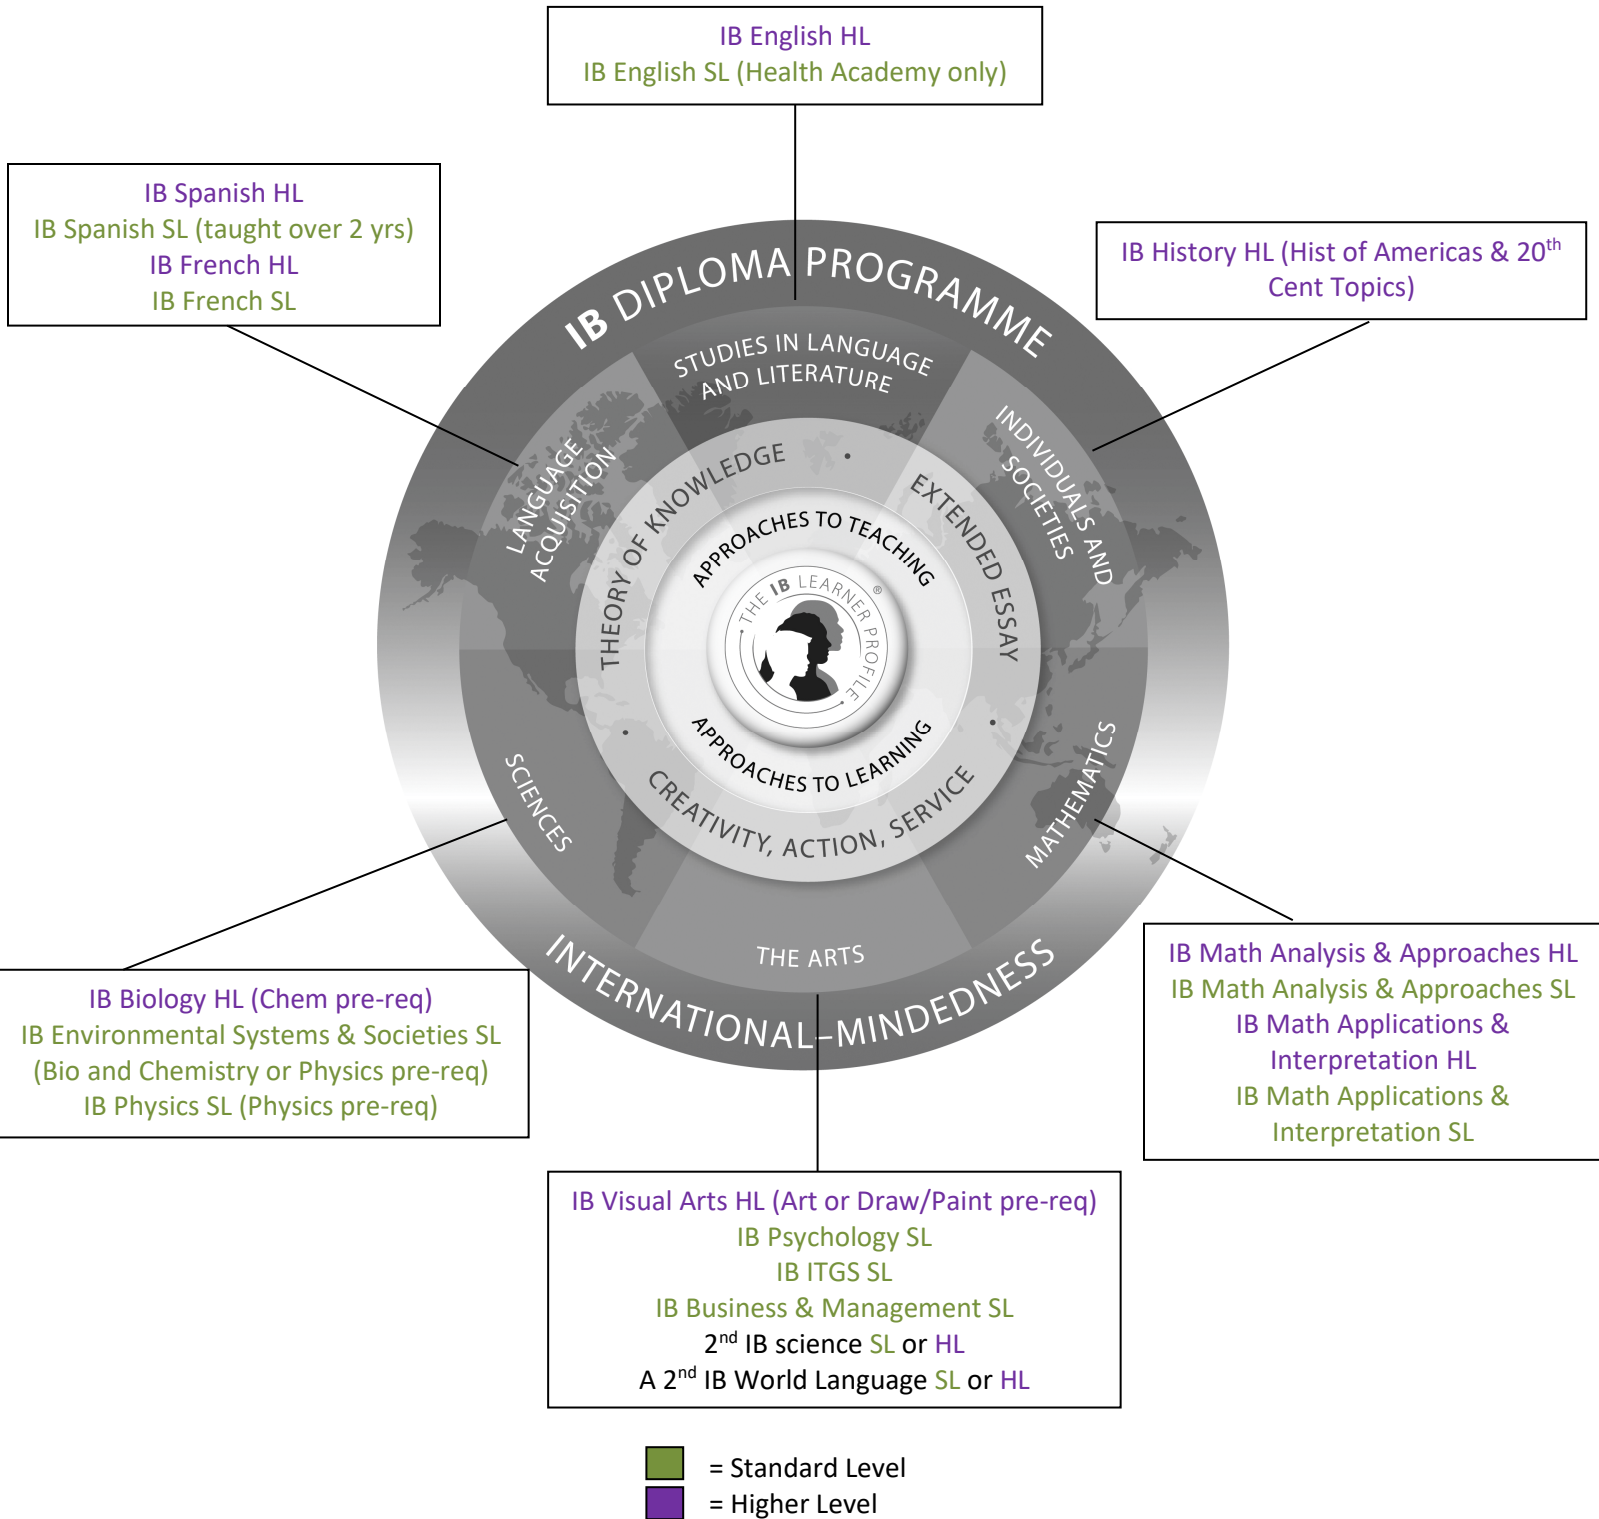 IB English HL
IB English SL (Health Academy only)
IB Spanish HL
IB Spanish SL (taught over 2 yrs)
IB French HL
IB French SL
IB History HL (Hist of Americas & 20th
Cent Topics)
IB DIPLOMA PROGRAMME
STUDIES IN LANGUAGE
AND LITERATURE
LANGUAGE
ACQUISITION
INDIVIDUALS AND
SOCIETIES
THEORY OF KNOWLEDGE
EXTENDED ESSAY
APPROACHES TO TEACHING
THE IB LEARNER PROFILE ®
APPROACHES TO LEARNING
CREATIVITY, ACTION, SERVICE
SCIENCES
MATHEMATICS
THE ARTS
INTERNATIONAL-MINDEDNESS
IB Biology HL (Chem pre-req)
IB Environmental Systems & Societies SL
(Bio and Chemistry or Physics pre-req)
IB Physics SL (Physics pre-req)
IB Math Analysis & Approaches HL
IB Math Analysis & Approaches SL
IB Math Applications &
Interpretation HL
IB Math Applications &
Interpretation SL
IB Visual Arts HL (Art or Draw/Paint pre-req)
IB Psychology SL
IB ITGS SL
IB Business & Management SL
2nd IB science SL or HL
A 2nd IB World Language SL or HL
= Standard Level
= Higher Level